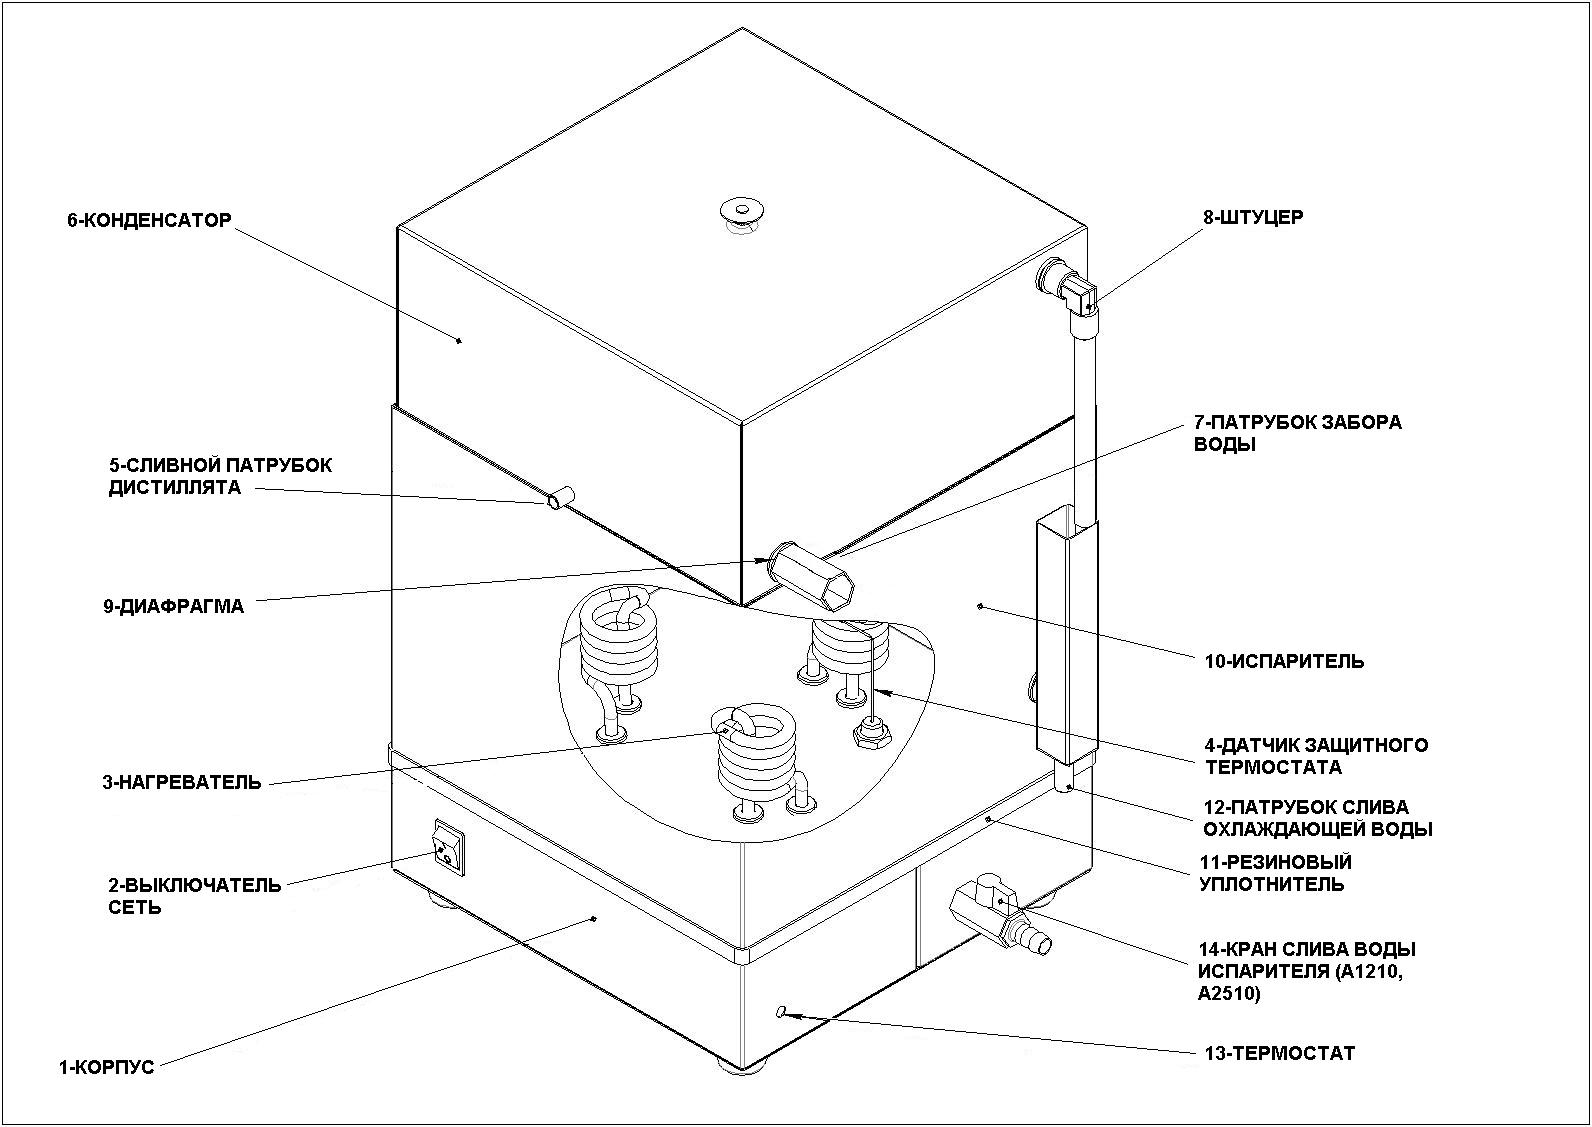 6-КОНДЕНСАТОР
8-ШТУЦЕР
7-ПАТРУБОК ЗАБОРА
ВОДЫ
5-СЛИВНОЙ ПАТРУБОК
ДИСТИЛЛЯТА
9-ДИАФРАГМА
10-ИСПАРИТЕЛЬ
4-ДАТЧИК ЗАЩИТНОГО
ТЕРМОСТАТА
3-НАГРЕВАТЕЛЬ
12-ПАТРУБОК СЛИВА
ОХЛАЖДАЮЩЕЙ ВОДЫ
11-РЕЗИНОВЫЙ
УПЛОТНИТЕЛЬ
2-ВЫКЛЮЧАТЕЛЬ
СЕТЬ
14-КРАН СЛИВА ВОДЫ
ИСПАРИТЕЛЯ (А1210,
А2510)
13-ТЕРМОСТАТ
1-КОРПУС